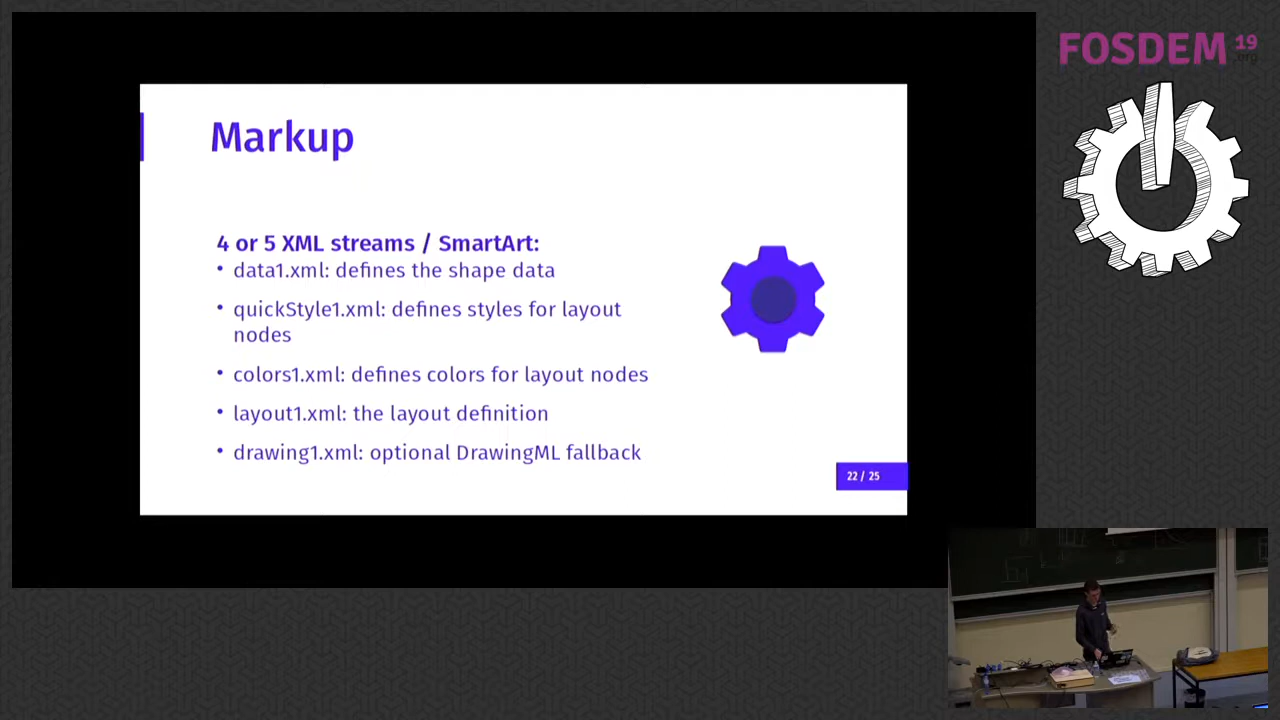 FOSDEM 19
.org
Markup
4 or 5 XML streams / SmartArt:
• data1.xml: defines the shape data
• quickStyle1.xml: defines styles for layout
nodes
• colors1.xml: defines colors for layout nodes
• layout1.xml: the layout definition
• drawing1.xml: optional DrawingML fallback
22 / 25